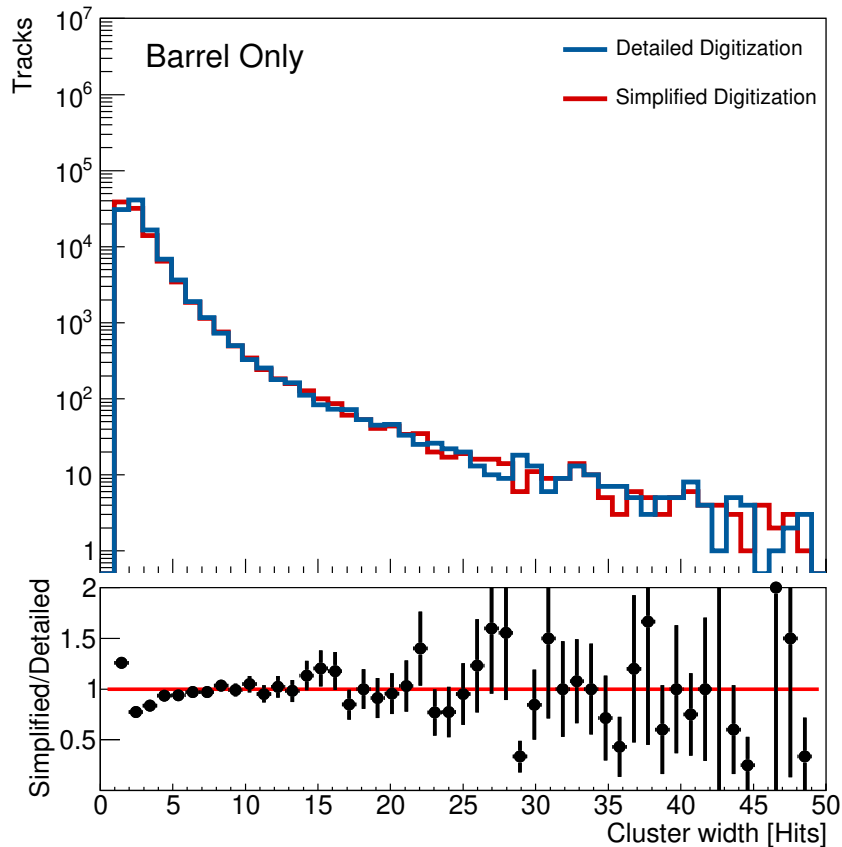 Tracks
Barrel Only
Detailed Digitization
Simplified Digitization
10^7
10^6
10^5
10^4
10^3
10^2
10
1
Simplified/Detailed
2
1.5
1
0.5
0 5 10 15 20 25 30 35 40 45 50
Cluster width [Hits]